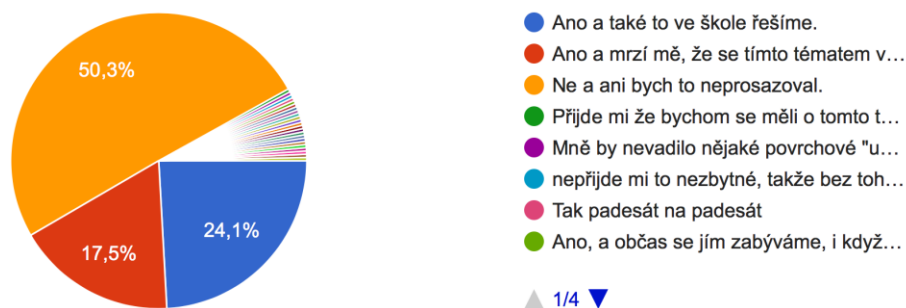 50,3%
17,5%
24,1%
Ano a také to ve škole řešíme.
Ano a mrzí mě, že se tímto tématem v...
Ne a ani bych to neprosazoval.
Přijde mi že bychom se měli o tomto t...
Mně by nevadilo nějaké povrchové "u...
nepřijde mi to nezbytné, takže bez toh...
Tak padesát na padesát
Ano, a občas se jím zabýváme, i když...
1/4